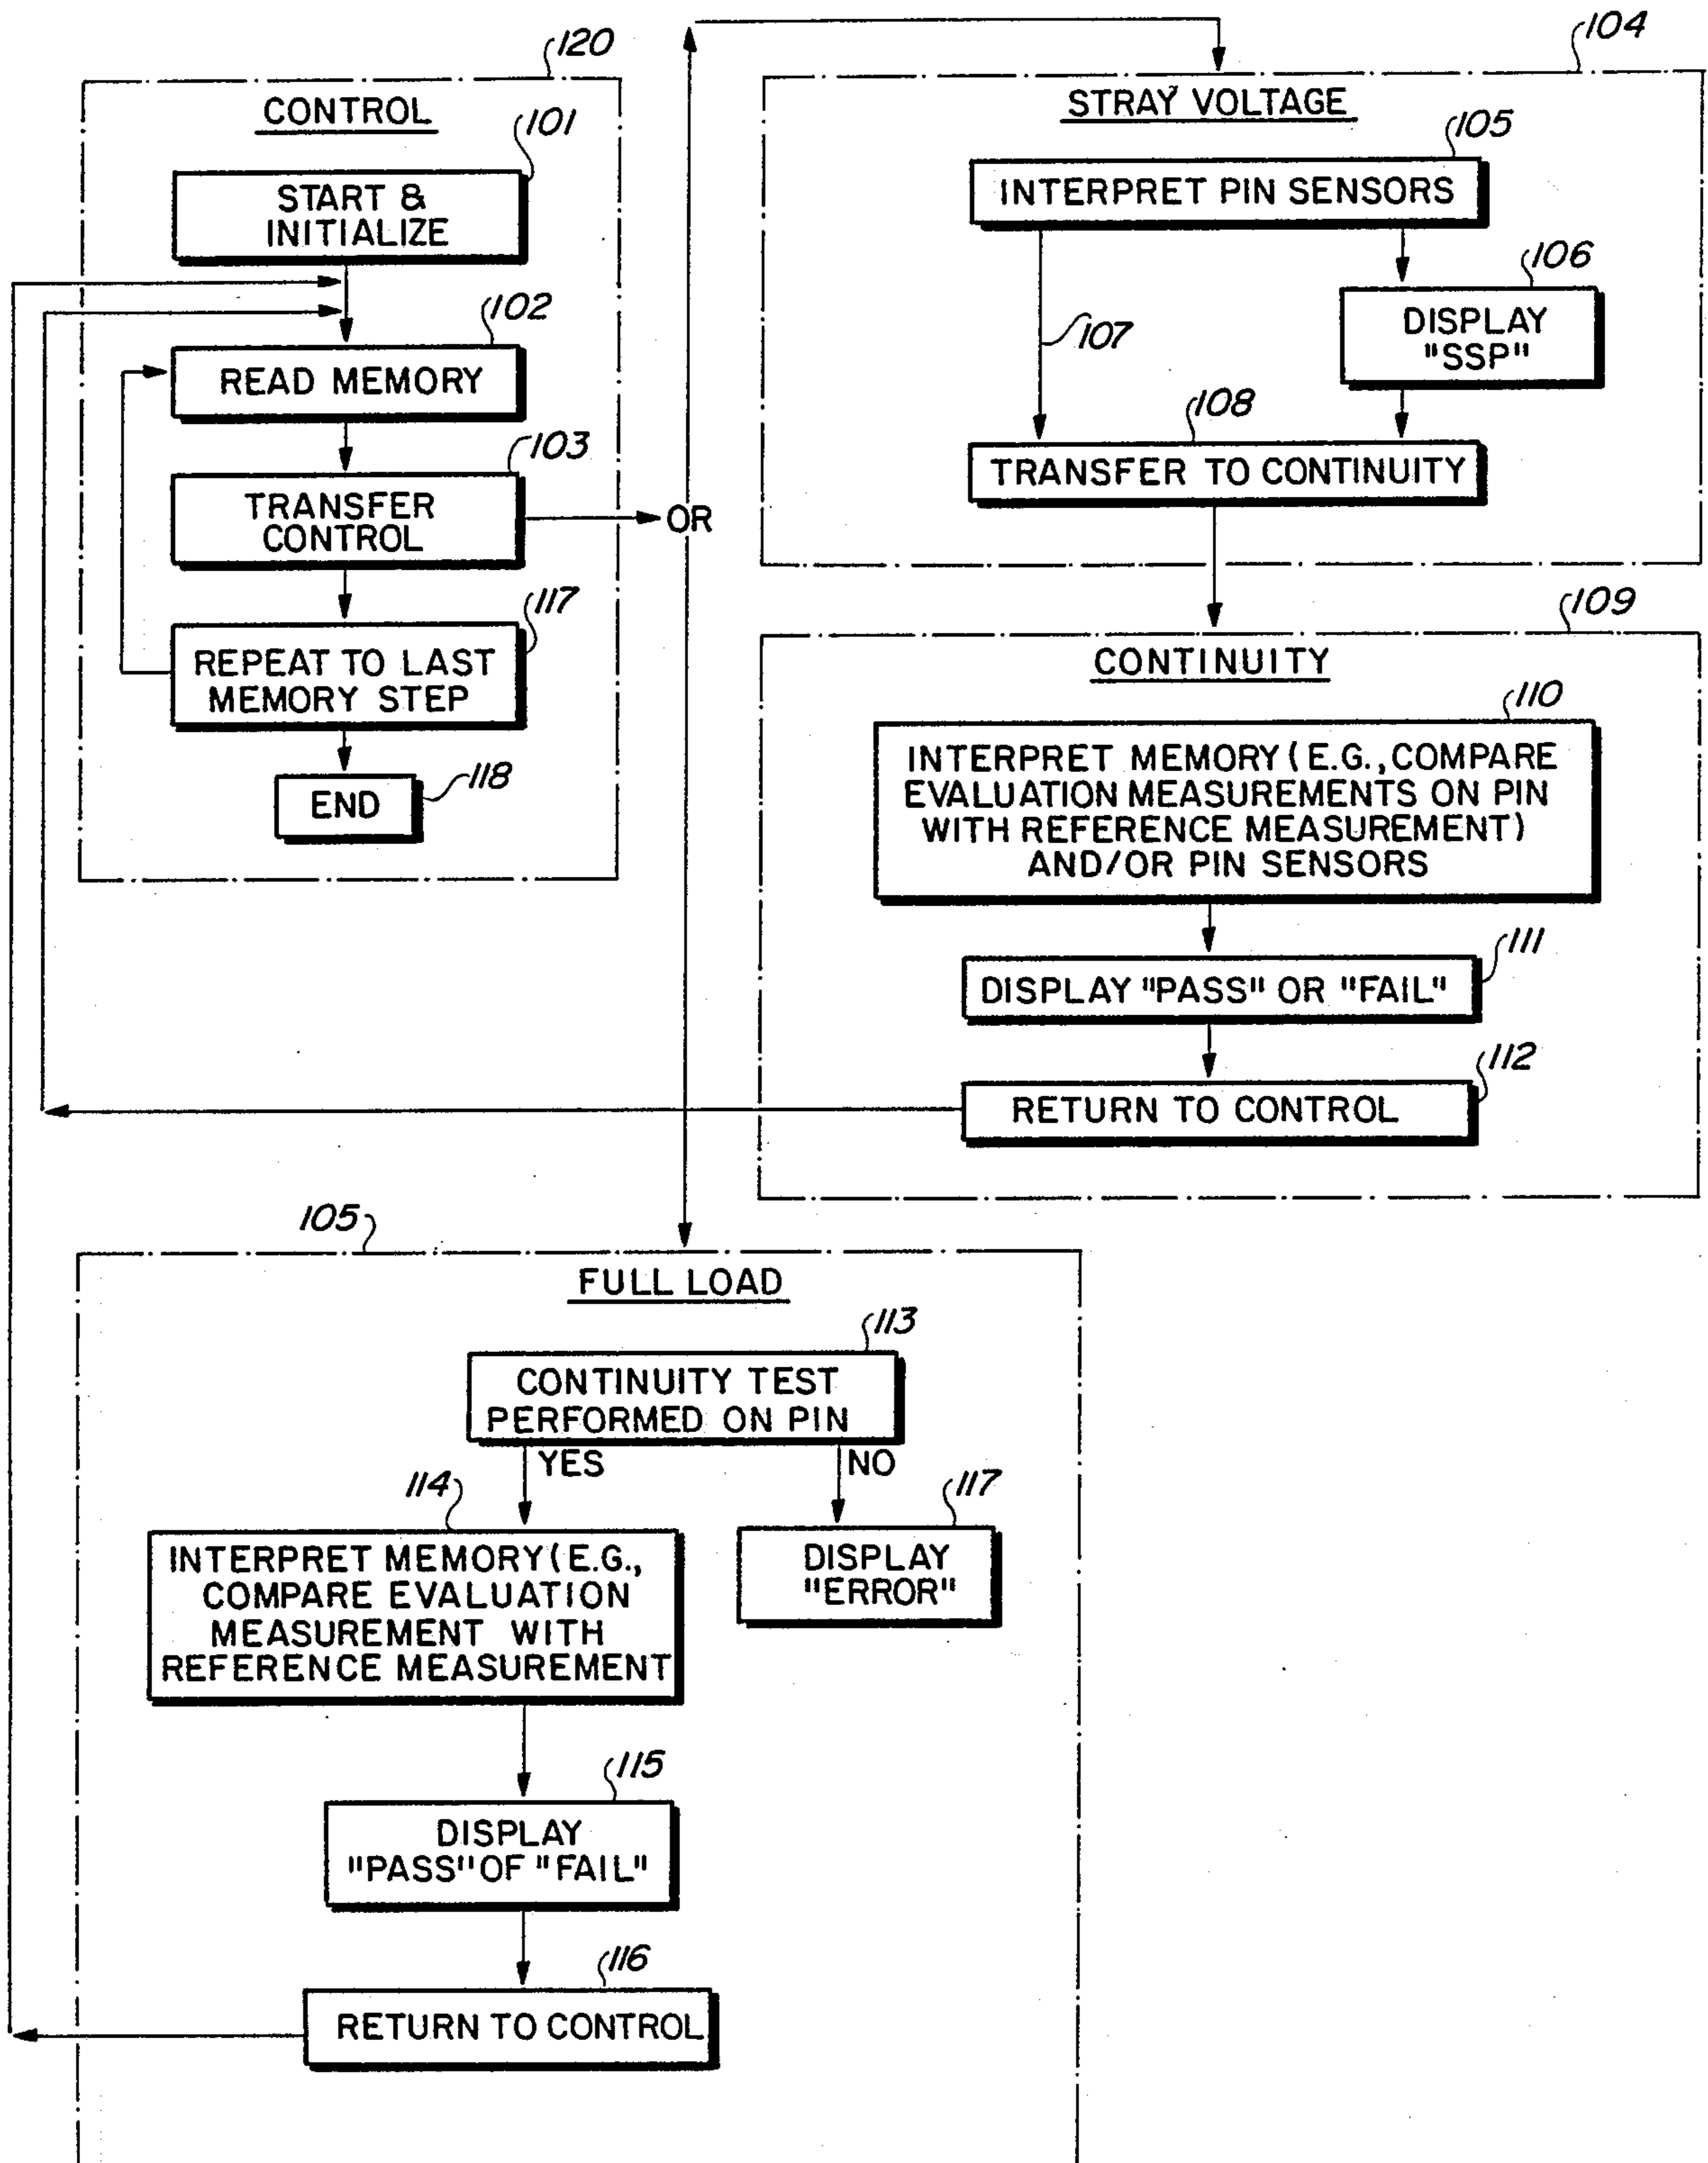 120
CONTROL
101
START &
INITIALIZE
102
READ MEMORY
103
TRANSFER
CONTROL
OR
117
REPEAT TO LAST
MEMORY STEP
118
END
104
STRAY VOLTAGE
105
INTERPRET PIN SENSORS
106
107
DISPLAY
"SSP"
108
TRANSFER TO CONTINUITY
109
CONTINUITY
110
INTERPRET MEMORY (E.G., COMPARE
EVALUATION MEASUREMENTS ON PIN
WITH REFERENCE MEASUREMENT)
AND/OR PIN SENSORS
111
DISPLAY "PASS" OR "FAIL"
112
RETURN TO CONTROL
105
FULL LOAD
113
CONTINUITY TEST
PERFORMED ON PIN
YES
NO
114
INTERPRET MEMORY (E.G.,
COMPARE EVALUATION
MEASUREMENT WITH
REFERENCE MEASUREMENT
117
DISPLAY
"ERROR"
115
DISPLAY
"PASS" OF "FAIL"
116
RETURN TO CONTROL